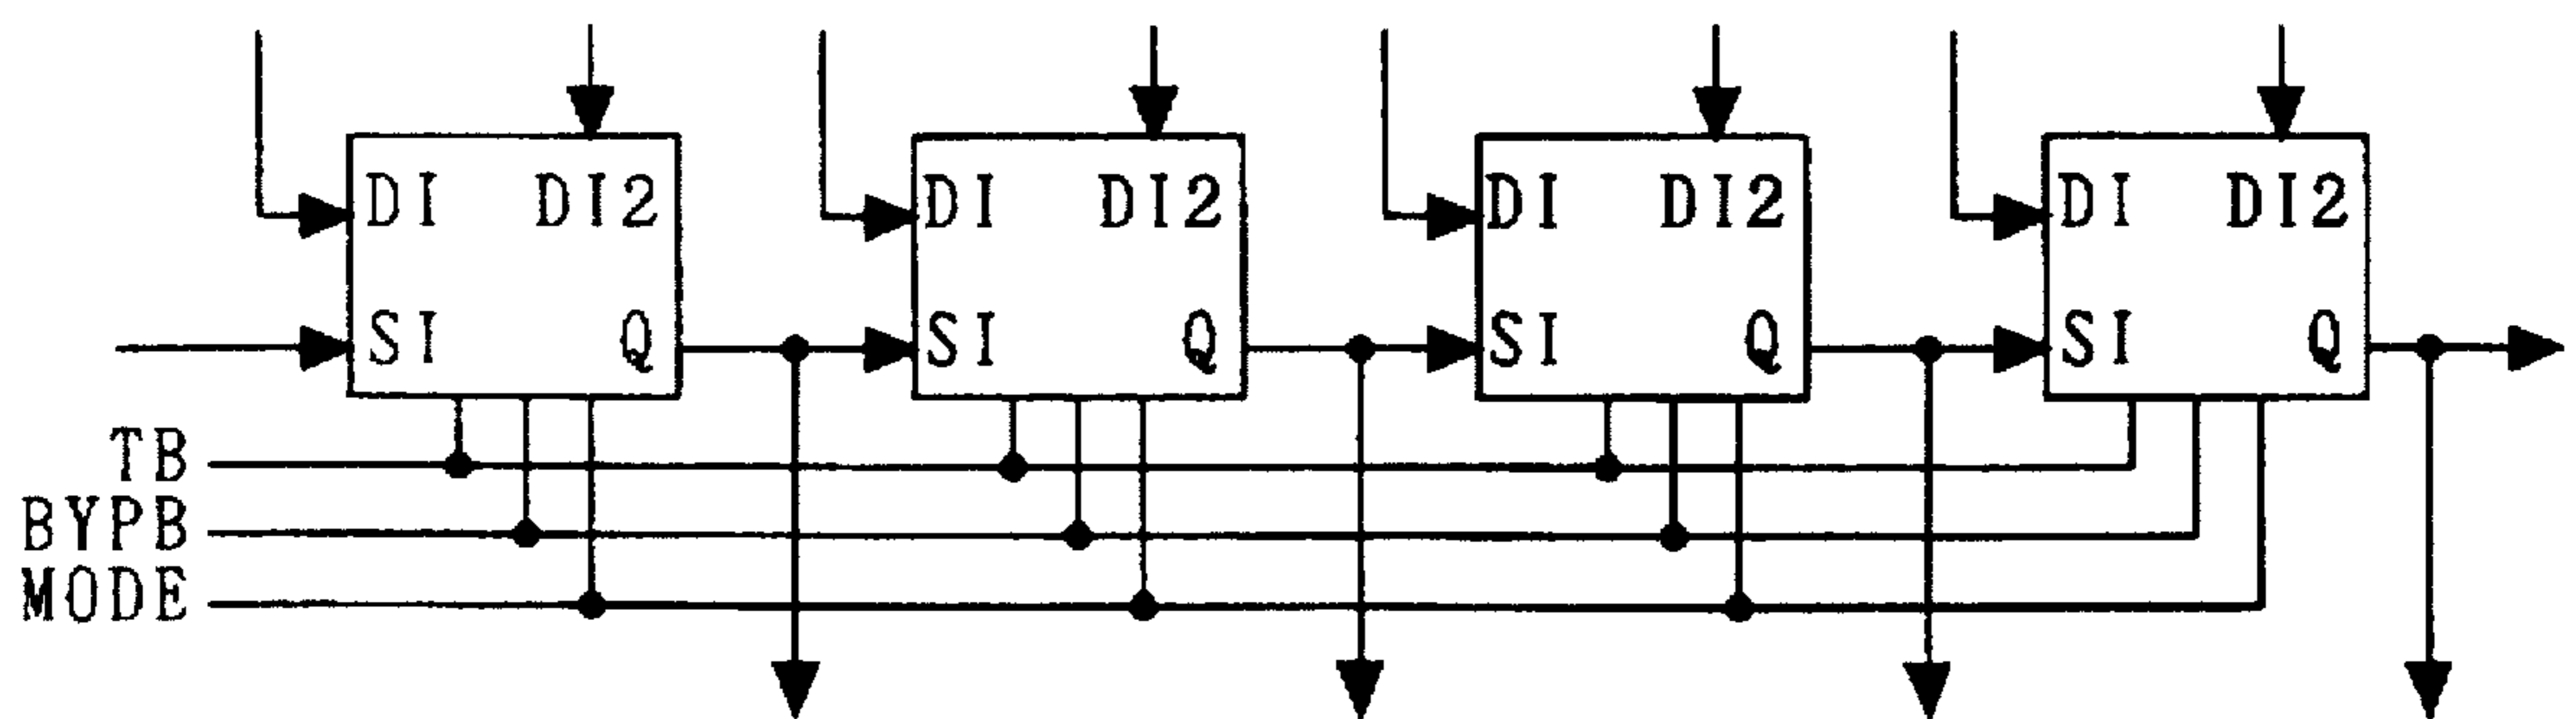 DI DI2 DI DI2 DI DI2 DI DI2
SI Q SI Q SI Q SI Q
TB
BYPB
MODE